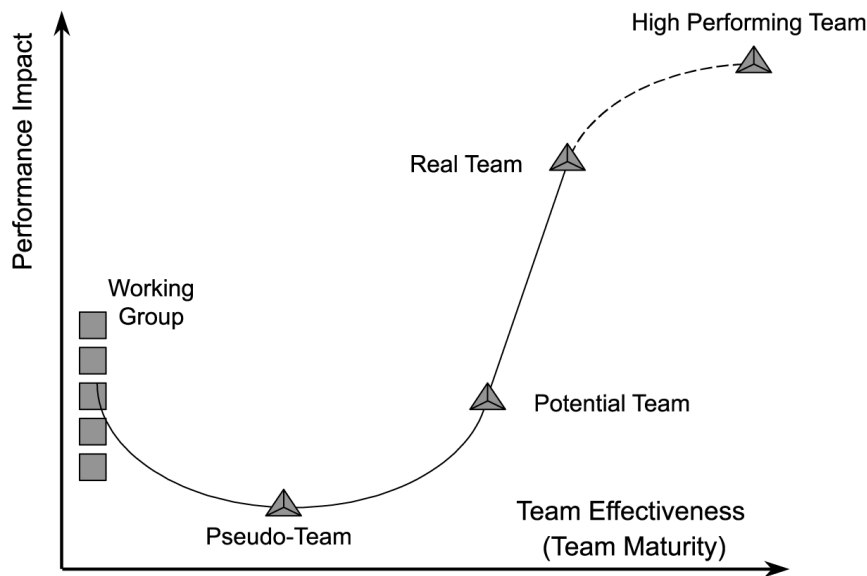 High Performing Team
Performance Impact
Real Team
Working
Group
Potential Team
Pseudo-Team
Team Effectiveness
(Team Maturity)